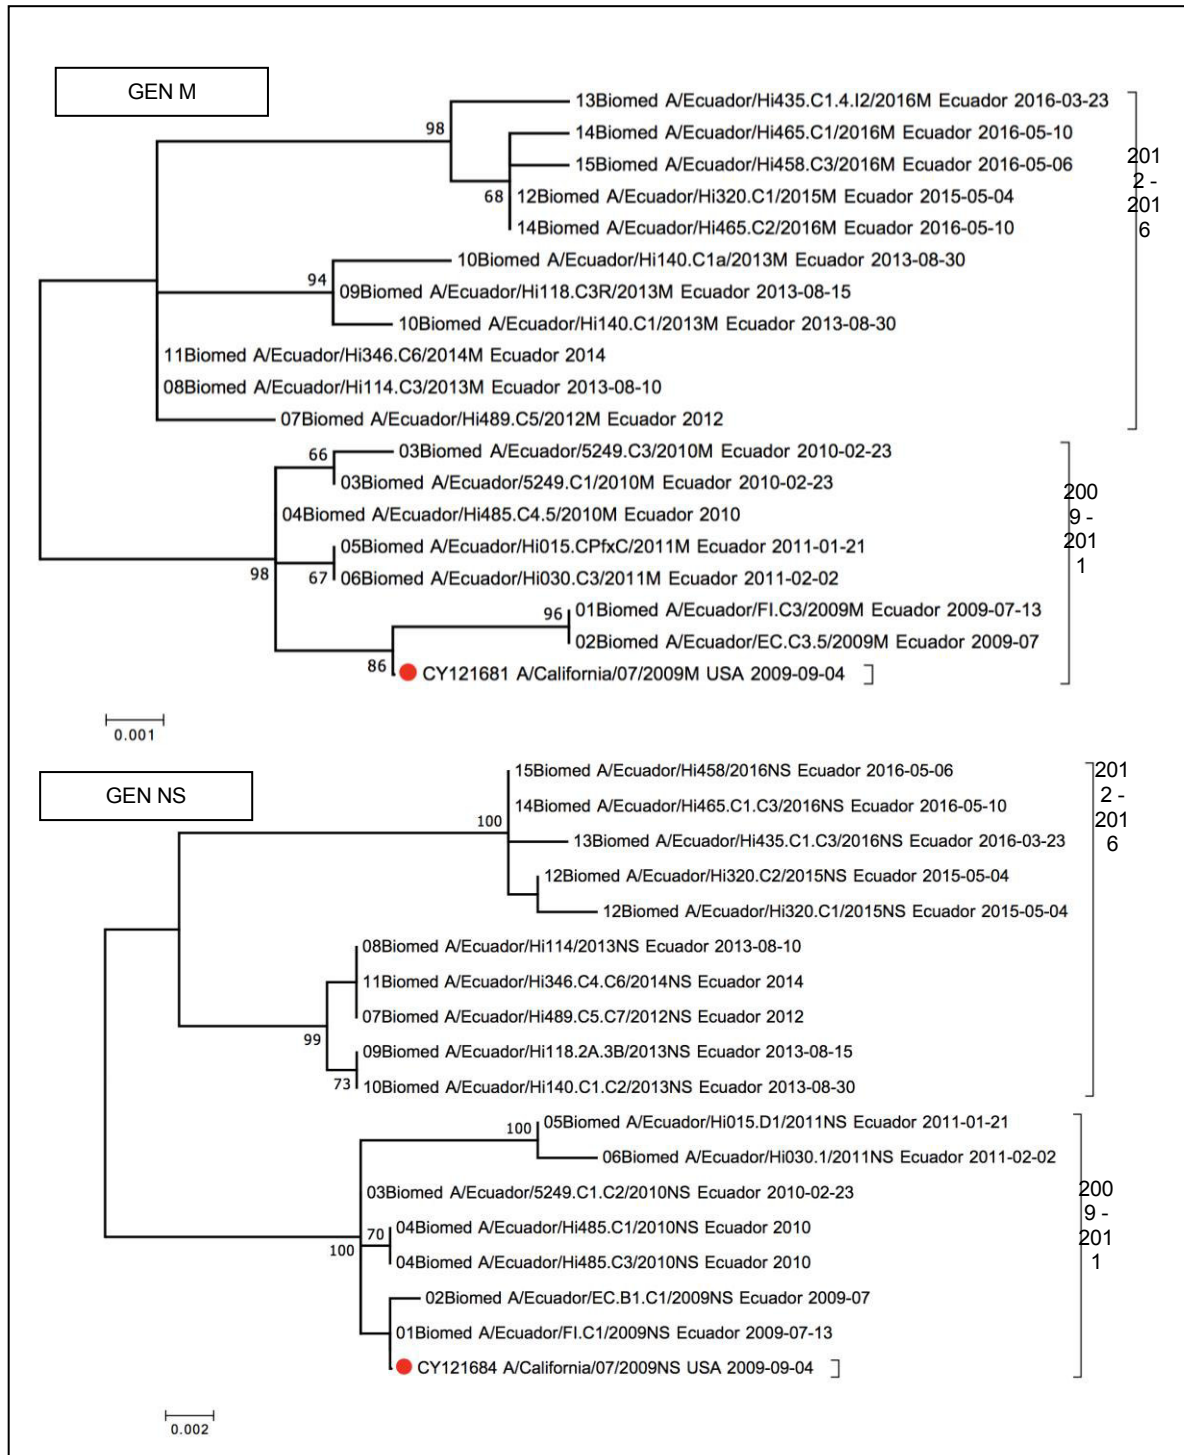 GEN M
13Biomed A/Ecuador/Hi435.C1.4.I2/2016M Ecuador 2016-03-23
98
14Biomed A/Ecuador/Hi465.C1/2016M Ecuador 2016-05-10
15Biomed A/Ecuador/Hi458.C3/2016M Ecuador 2016-05-06
68
12Biomed A/Ecuador/Hi320.C1/2015M Ecuador 2015-05-04
14Biomed A/Ecuador/Hi465.C2/2016M Ecuador 2016-05-10
201
2 -
201
6
10Biomed A/Ecuador/Hi140.C1a/2013M Ecuador 2013-08-30
94
09Biomed A/Ecuador/Hi118.C3R/2013M Ecuador 2013-08-15
10Biomed A/Ecuador/Hi140.C1/2013M Ecuador 2013-08-30
11Biomed A/Ecuador/Hi346.C6/2014M Ecuador 2014
08Biomed A/Ecuador/Hi114.C3/2013M Ecuador 2013-08-10
07Biomed A/Ecuador/Hi489.C5/2012M Ecuador 2012
66
03Biomed A/Ecuador/5249.C3/2010M Ecuador 2010-02-23
03Biomed A/Ecuador/5249.C1/2010M Ecuador 2010-02-23
04Biomed A/Ecuador/Hi485.C4.5/2010M Ecuador 2010
200
9 -
201
1
05Biomed A/Ecuador/Hi015.CPfxC/2011M Ecuador 2011-01-21
98
67
06Biomed A/Ecuador/Hi030.C3/2011M Ecuador 2011-02-02
96
01Biomed A/Ecuador/FI.C3/2009M Ecuador 2009-07-13
02Biomed A/Ecuador/EC.C3.5/2009M Ecuador 2009-07
86
CY121681 A/California/07/2009M USA 2009-09-04
0.001
GEN NS
15Biomed A/Ecuador/Hi458/2016NS Ecuador 2016-05-06
14Biomed A/Ecuador/Hi465.C1.C3/2016NS Ecuador 2016-05-10
100
13Biomed A/Ecuador/Hi435.C1.C3/2016NS Ecuador 2016-03-23
201
2 -
201
6
12Biomed A/Ecuador/Hi320.C2/2015NS Ecuador 2015-05-04
12Biomed A/Ecuador/Hi320.C1/2015NS Ecuador 2015-05-04
08Biomed A/Ecuador/Hi114/2013NS Ecuador 2013-08-10
11Biomed A/Ecuador/Hi346.C4.C6/2014NS Ecuador 2014
07Biomed A/Ecuador/Hi489.C5.C7/2012NS Ecuador 2012
99
09Biomed A/Ecuador/Hi118.2A.3B/2013NS Ecuador 2013-08-15
73
10Biomed A/Ecuador/Hi140.C1.C2/2013NS Ecuador 2013-08-30
100
05Biomed A/Ecuador/Hi015.D1/2011NS Ecuador 2011-01-21
06Biomed A/Ecuador/Hi030.1/2011NS Ecuador 2011-02-02
03Biomed A/Ecuador/5249.C1.C2/2010NS Ecuador 2010-02-23
200
9 -
201
1
70
04Biomed A/Ecuador/Hi485.C1/2010NS Ecuador 2010
100
04Biomed A/Ecuador/Hi485.C3/2010NS Ecuador 2010
02Biomed A/Ecuador/EC.B1.C1/2009NS Ecuador 2009-07
01Biomed A/Ecuador/FI.C1/2009NS Ecuador 2009-07-13
CY121684 A/California/07/2009NS USA 2009-09-04
0.002